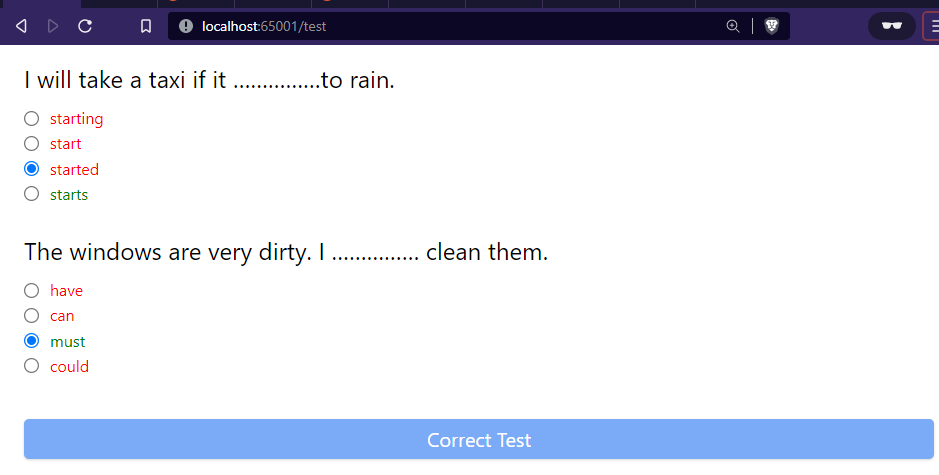 localhost:65001/test
I will take a taxi if it ...............to rain.
starting
start
started
starts
The windows are very dirty. I ............... clean them.
have
can
must
could
Correct Test